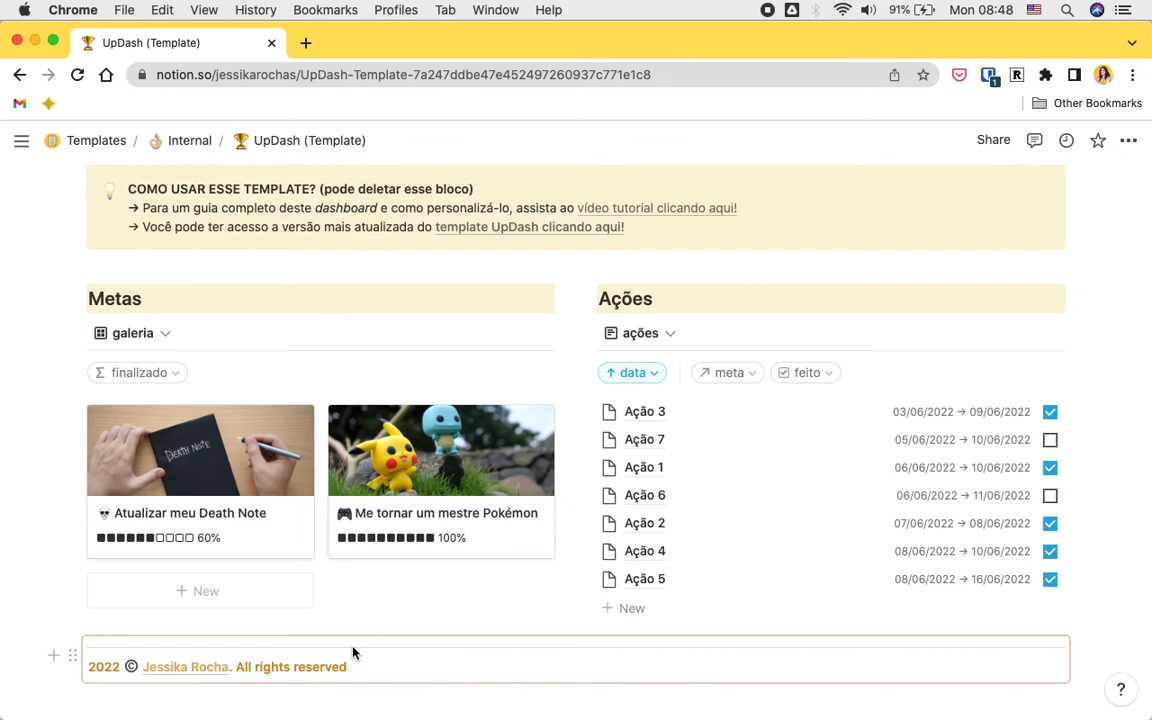 Chrome File Edit View History Bookmarks Profiles Tab Window Help 91% Mon 08:48
UpDash (Template)
notion.so/jessikarochas/UpDash-Template-7a247ddbe47e452497260937c771e1c8
1
R
Other Bookmarks
Templates / Internal / UpDash (Template) Share
COMO USAR ESSE TEMPLATE? (pode deletar esse bloco)
→ Para um guia completo deste dashboard e como personalizá-lo, assista ao vídeo tutorial clicando aqui!
→ Você pode ter acesso a versão mais atualizada do template UpDash clicando aqui!
Metas
galeria
Σ finalizado
DEATH NOTE
💀 Atualizar meu Death Note
■■■■■■□□□□ 60%
🎮 Me tornar um mestre Pokémon
■■■■■■■■■■ 100%
+ New
Ações
ações
↑ data ↗ meta feito
Ação 3 03/06/2022 → 09/06/2022
Ação 7 05/06/2022 → 10/06/2022
Ação 1 06/06/2022 → 10/06/2022
Ação 6 06/06/2022 → 11/06/2022
Ação 2 07/06/2022 → 08/06/2022
Ação 4 08/06/2022 → 10/06/2022
Ação 5 08/06/2022 → 16/06/2022
+ New
2022 © Jessika Rocha. All rights reserved
?